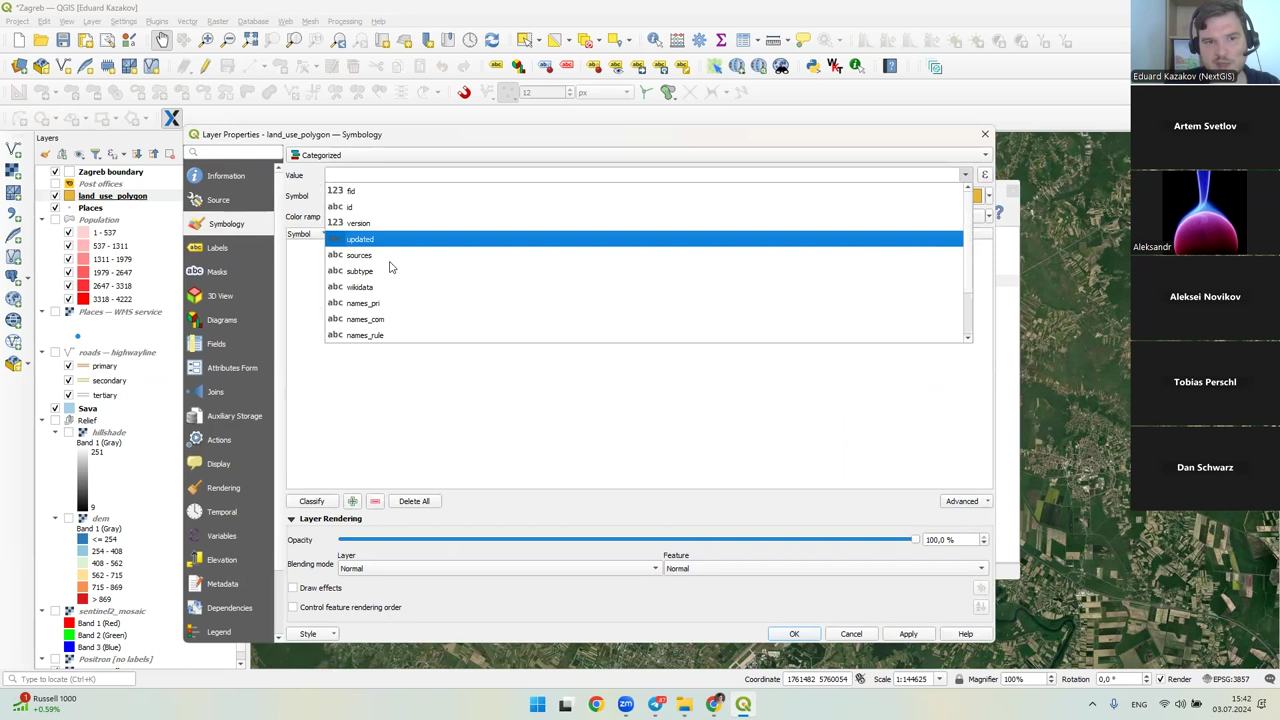 *Zagreb — QGIS [Eduard Kazakov]
Project Edit View Layer Settings Plugins Vector Raster Database Web Mesh Processing Help
12 px
Layers
Zagreb boundary
Post offices
land_use_polygon
Places
Population
1 - 537
537 - 1311
1311 - 1979
1979 - 2647
2647 - 3318
3318 - 4222
Places — WMS service
roads — highwayline
primary
secondary
tertiary
Sava
Relief
hillshade
Band 1 (Gray)
251
9
dem
Band 1 (Gray)
<= 254
254 - 408
408 - 562
562 - 715
715 - 869
> 869
sentinel2_mosaic
Band 1 (Red)
Band 2 (Green)
Band 3 (Blue)
Positron [no labels]
Layer Properties - land_use_polygon — Symbology
Information
Source
Symbology
Labels
Masks
3D View
Diagrams
Fields
Attributes Form
Joins
Auxiliary Storage
Actions
Display
Rendering
Temporal
Variables
Elevation
Metadata
Dependencies
Legend
Categorized
Value
Symbol
Color ramp
Symbol
123 fid
abc id
123 version
updated
abc sources
abc subtype
abc wikidata
abc names_pri
abc names_com
abc names_rule
Classify Delete All Advanced
Layer Rendering
Opacity 100,0 %
Layer Feature
Blending mode Normal Normal
Draw effects
Control feature rendering order
Style OK Cancel Apply Help
Type to locate (Ctrl+K)
Coordinate 1761482 5760054 Scale 1:144625 Magnifier 100% Rotation 0,0 ° Render EPSG:3857
Russell 1000
+0.59%
ENG
15:42
03.07.2024
Eduard Kazakov (NextGIS)
Artem Svetlov
Aleksandr
Aleksei Novikov
Tobias Perschl
Dan Schwarz